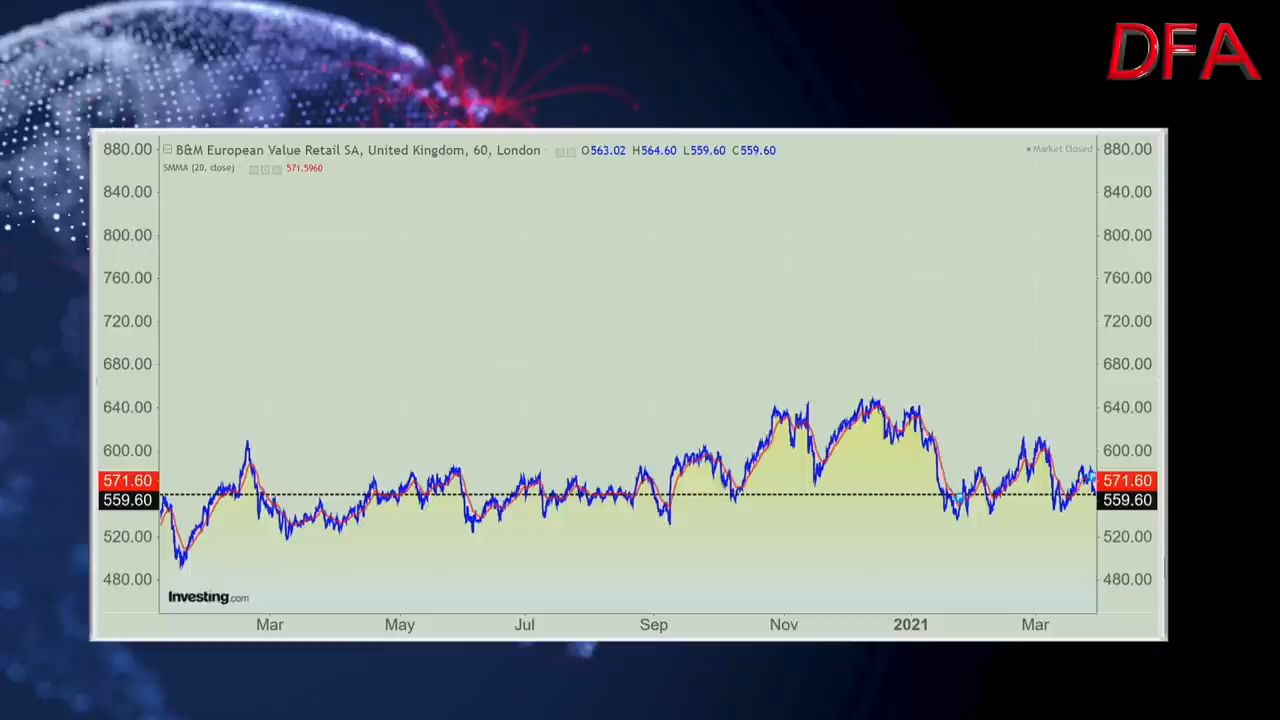 DFA
B&M European Value Retail SA, United Kingdom, 60, London O563.02 H564.60 L559.60 C559.60
Market Closed
SMMA (20, close) 571.5960
880.00 880.00
840.00 840.00
800.00 800.00
760.00 760.00
720.00 720.00
680.00 680.00
640.00 640.00
600.00 600.00
571.60 571.60
559.60 559.60
520.00 520.00
480.00 480.00
Investing.com
Mar May Jul Sep Nov 2021 Mar